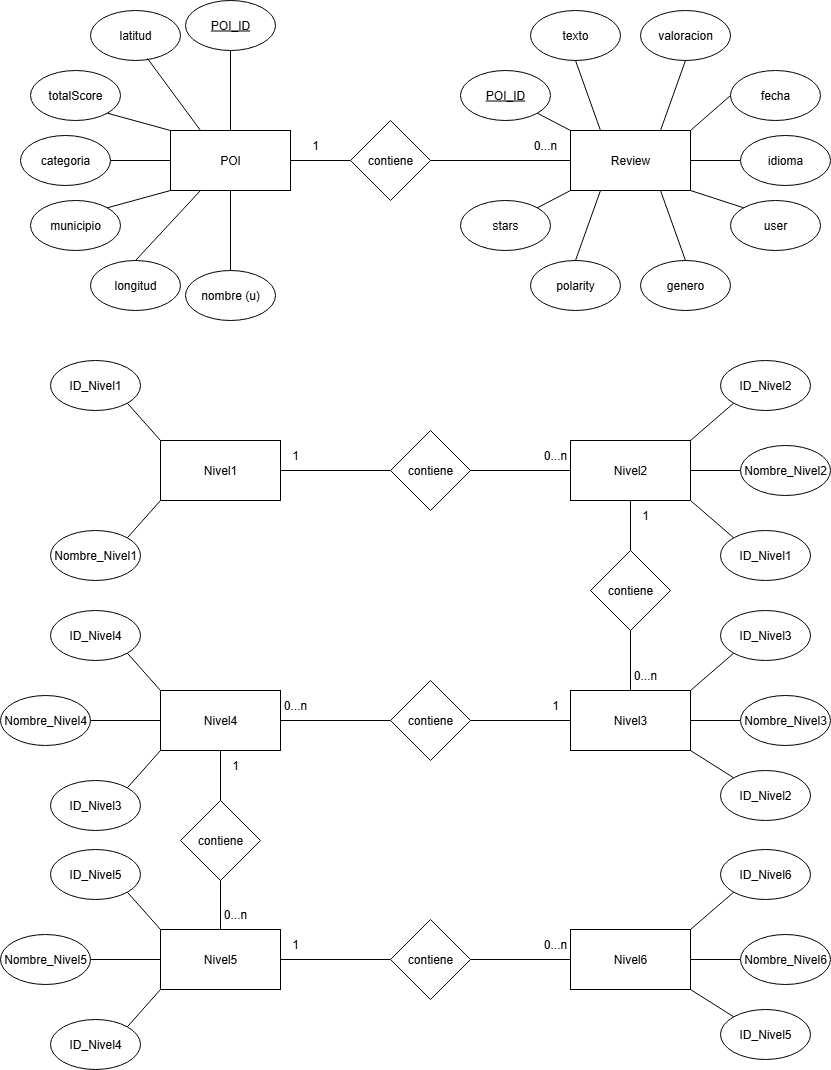 POI_ID
latitud
totalScore
categoria
municipio
longitud
nombre (u)
POI
1
contiene
0...n
texto
valoracion
POI_ID
fecha
Review
idioma
stars
user
polarity
genero
ID_Nivel1
Nivel1
Nombre_Nivel1
1
contiene
0...n
ID_Nivel2
Nivel2
Nombre_Nivel2
ID_Nivel1
1
contiene
0...n
ID_Nivel3
Nivel3
Nombre_Nivel3
ID_Nivel2
1
contiene
0...n
ID_Nivel4
Nivel4
Nombre_Nivel4
ID_Nivel3
1
contiene
0...n
ID_Nivel5
Nivel5
Nombre_Nivel5
ID_Nivel4
1
contiene
0...n
ID_Nivel6
Nivel6
Nombre_Nivel6
ID_Nivel5